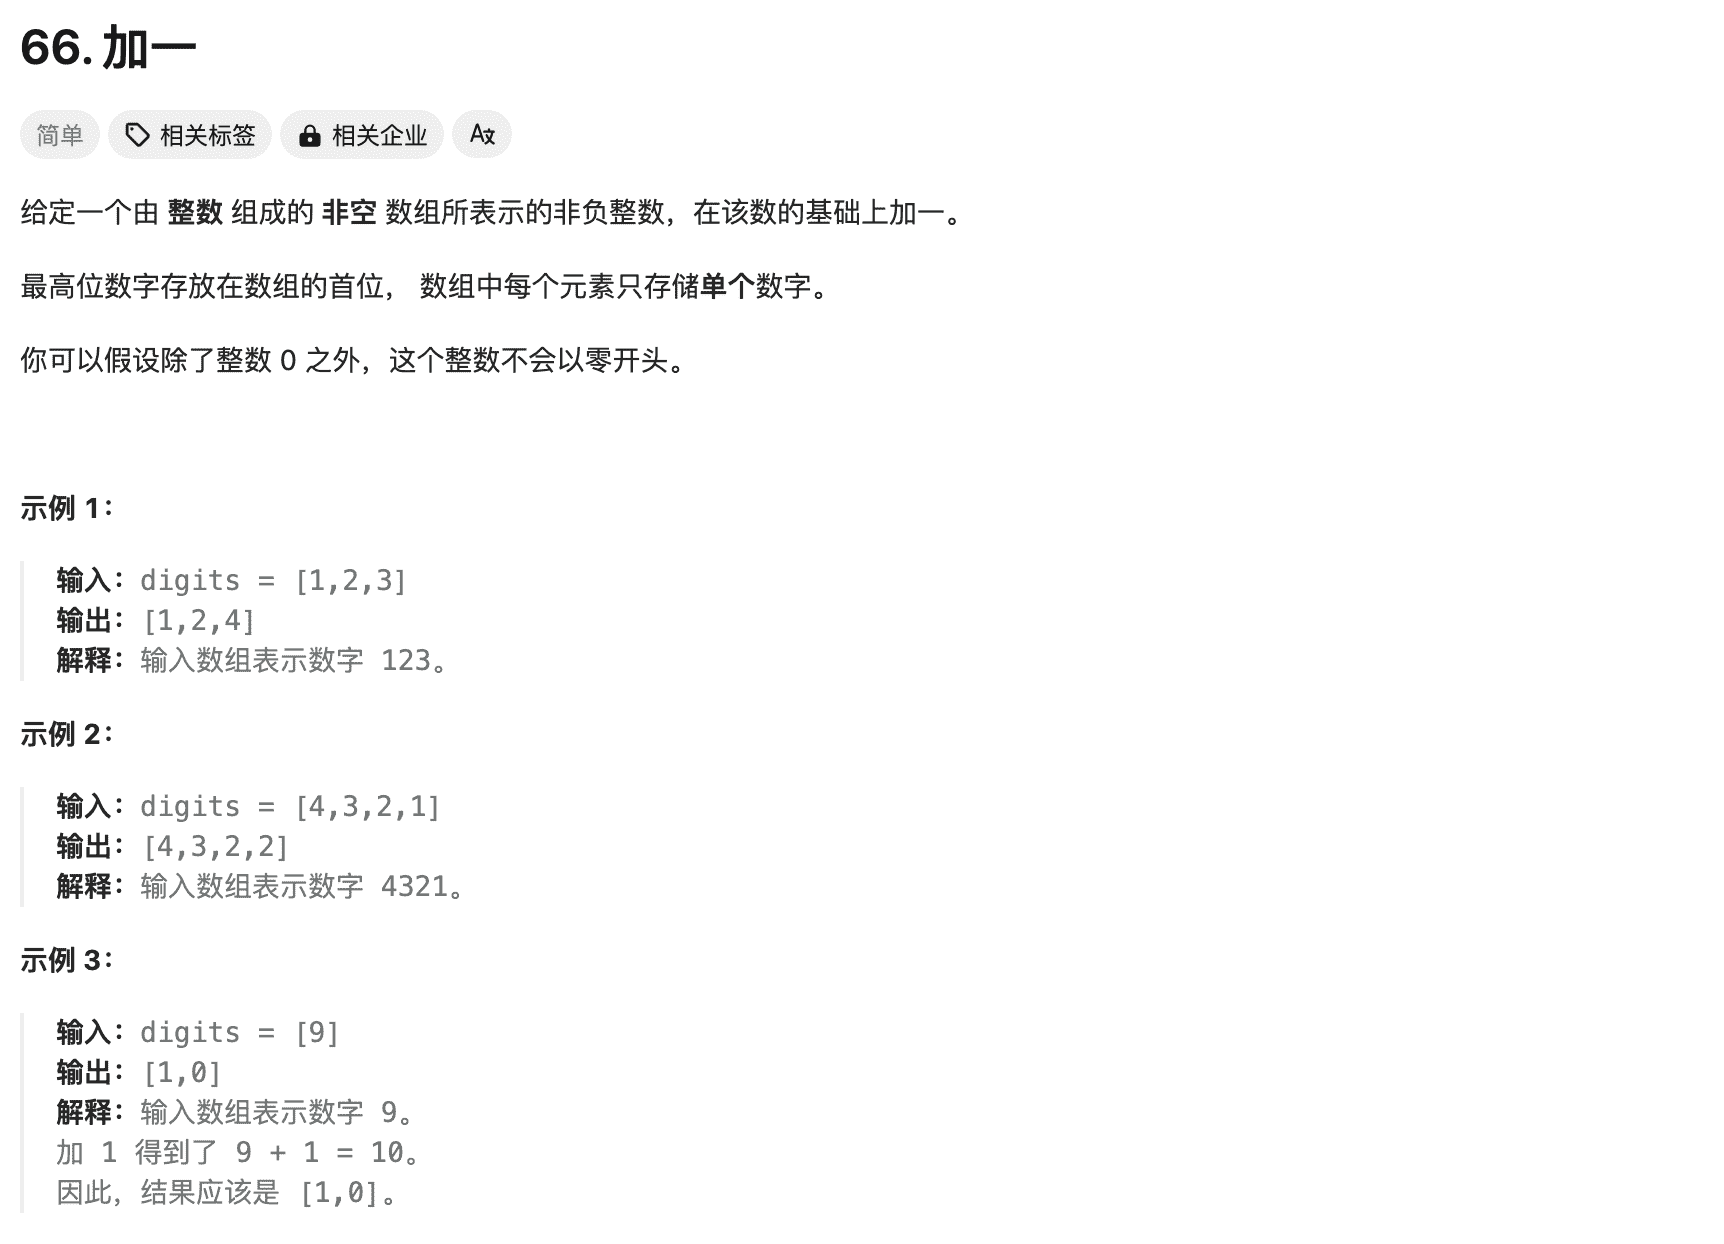 66. 加一
简单 相关标签 相关企业 A文
给定一个由 整数 组成的 非空 数组所表示的非负整数，在该数的基础上加一。
最高位数字存放在数组的首位， 数组中每个元素只存储单个数字。
你可以假设除了整数 0 之外，这个整数不会以零开头。
示例 1：
输入：digits = [1,2,3]
输出：[1,2,4]
解释：输入数组表示数字 123。
示例 2：
输入：digits = [4,3,2,1]
输出：[4,3,2,2]
解释：输入数组表示数字 4321。
示例 3：
输入：digits = [9]
输出：[1,0]
解释：输入数组表示数字 9。
加 1 得到了 9 + 1 = 10。
因此，结果应该是 [1,0]。